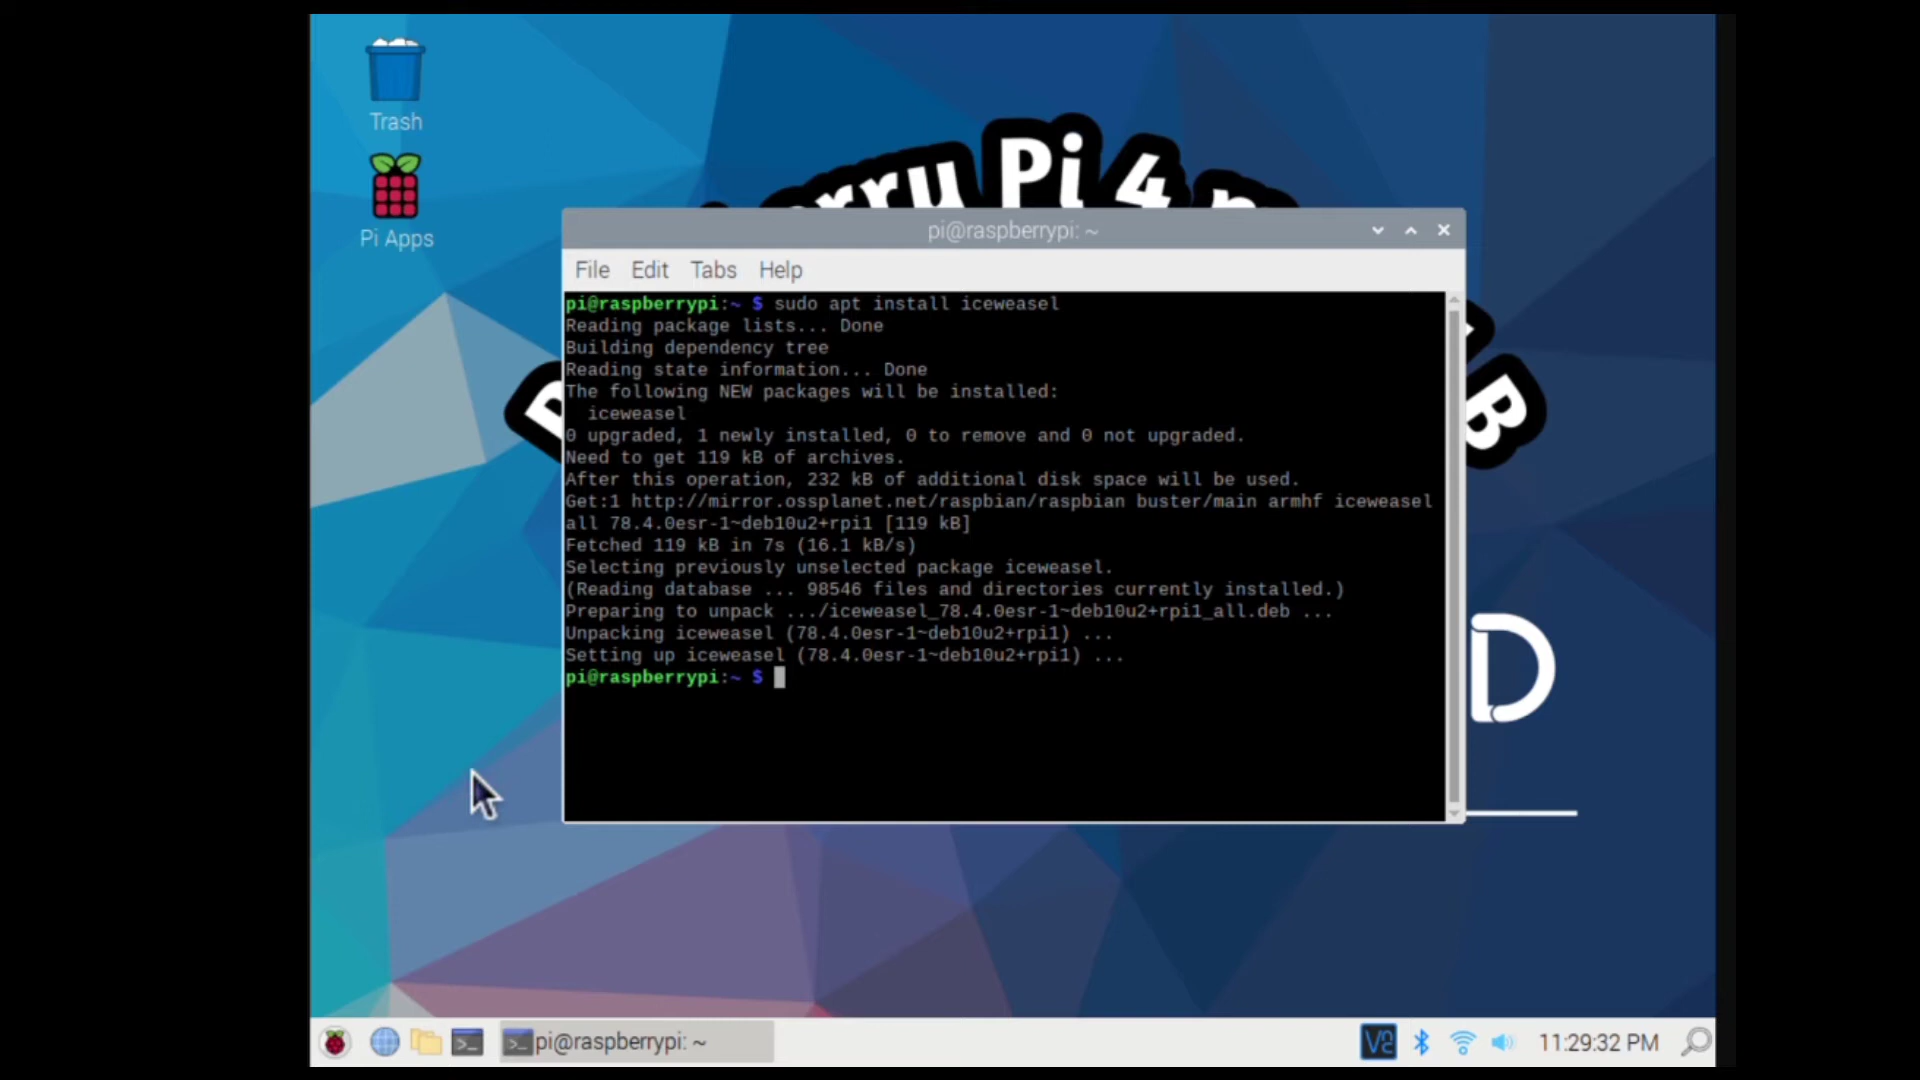 Trash
Pi Apps
Pi 4
pi@raspberrypi: ~
File Edit Tabs Help
pi@raspberrypi:~ $ sudo apt install iceweasel
Reading package lists... Done
Building dependency tree
Reading state information... Done
The following NEW packages will be installed:
iceweasel
0 upgraded, 1 newly installed, 0 to remove and 0 not upgraded.
Need to get 119 kB of archives.
After this operation, 232 kB of additional disk space will be used.
Get:1 http://mirror.ossplanet.net/raspbian/raspbian buster/main armhf iceweasel
all 78.4.0esr-1~deb10u2+rpi1 [119 kB]
Fetched 119 kB in 7s (16.1 kB/s)
Selecting previously unselected package iceweasel.
(Reading database ... 98546 files and directories currently installed.)
Preparing to unpack .../iceweasel_78.4.0esr-1~deb10u2+rpi1_all.deb ...
Unpacking iceweasel (78.4.0esr-1~deb10u2+rpi1) ...
Setting up iceweasel (78.4.0esr-1~deb10u2+rpi1) ...
pi@raspberrypi:~ $
B
D
pi@raspberrypi: ~
11:29:32 PM